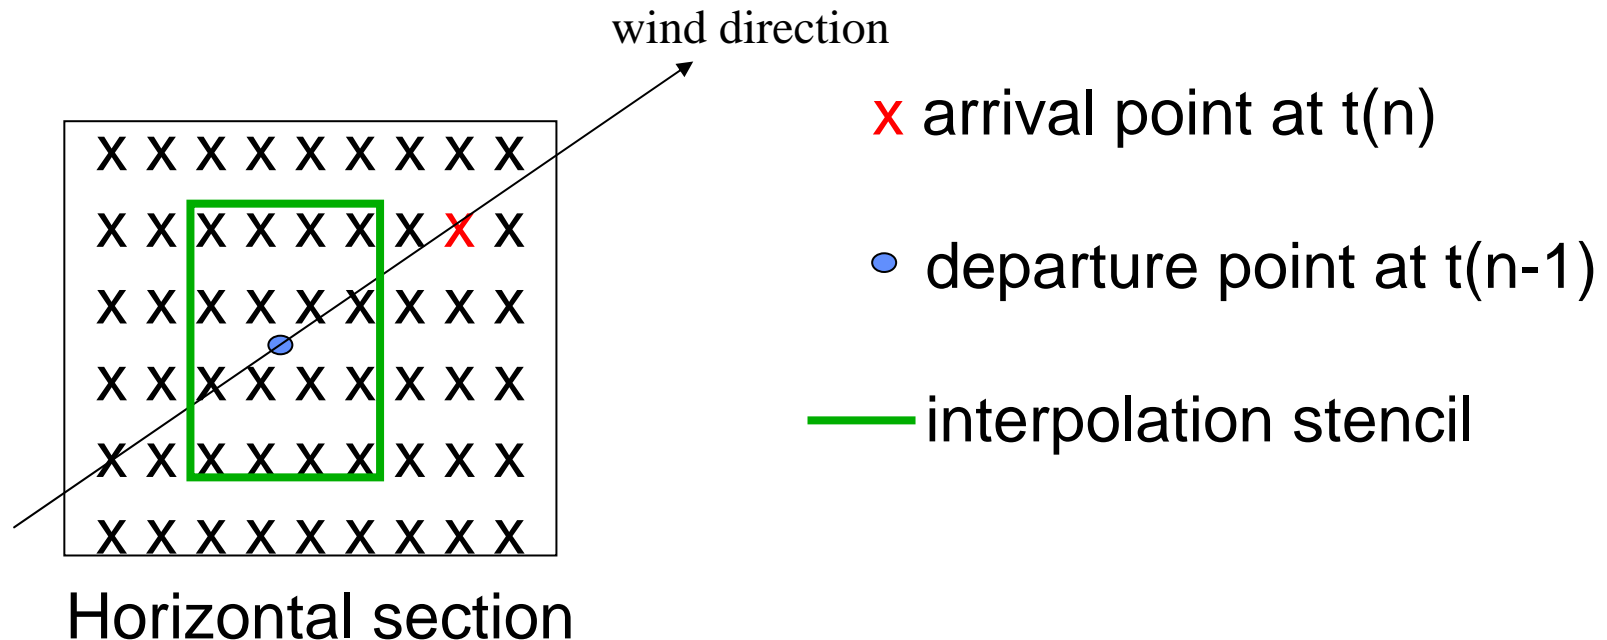 wind direction
x arrival point at t(n)
x x x x x x x x x
x x x x x x x x x
departure point at t(n-1)
x x x x x x x x x
x x x x x x x x x
interpolation stencil
x x x x x x x x x
x x x x x x x x x
Horizontal section